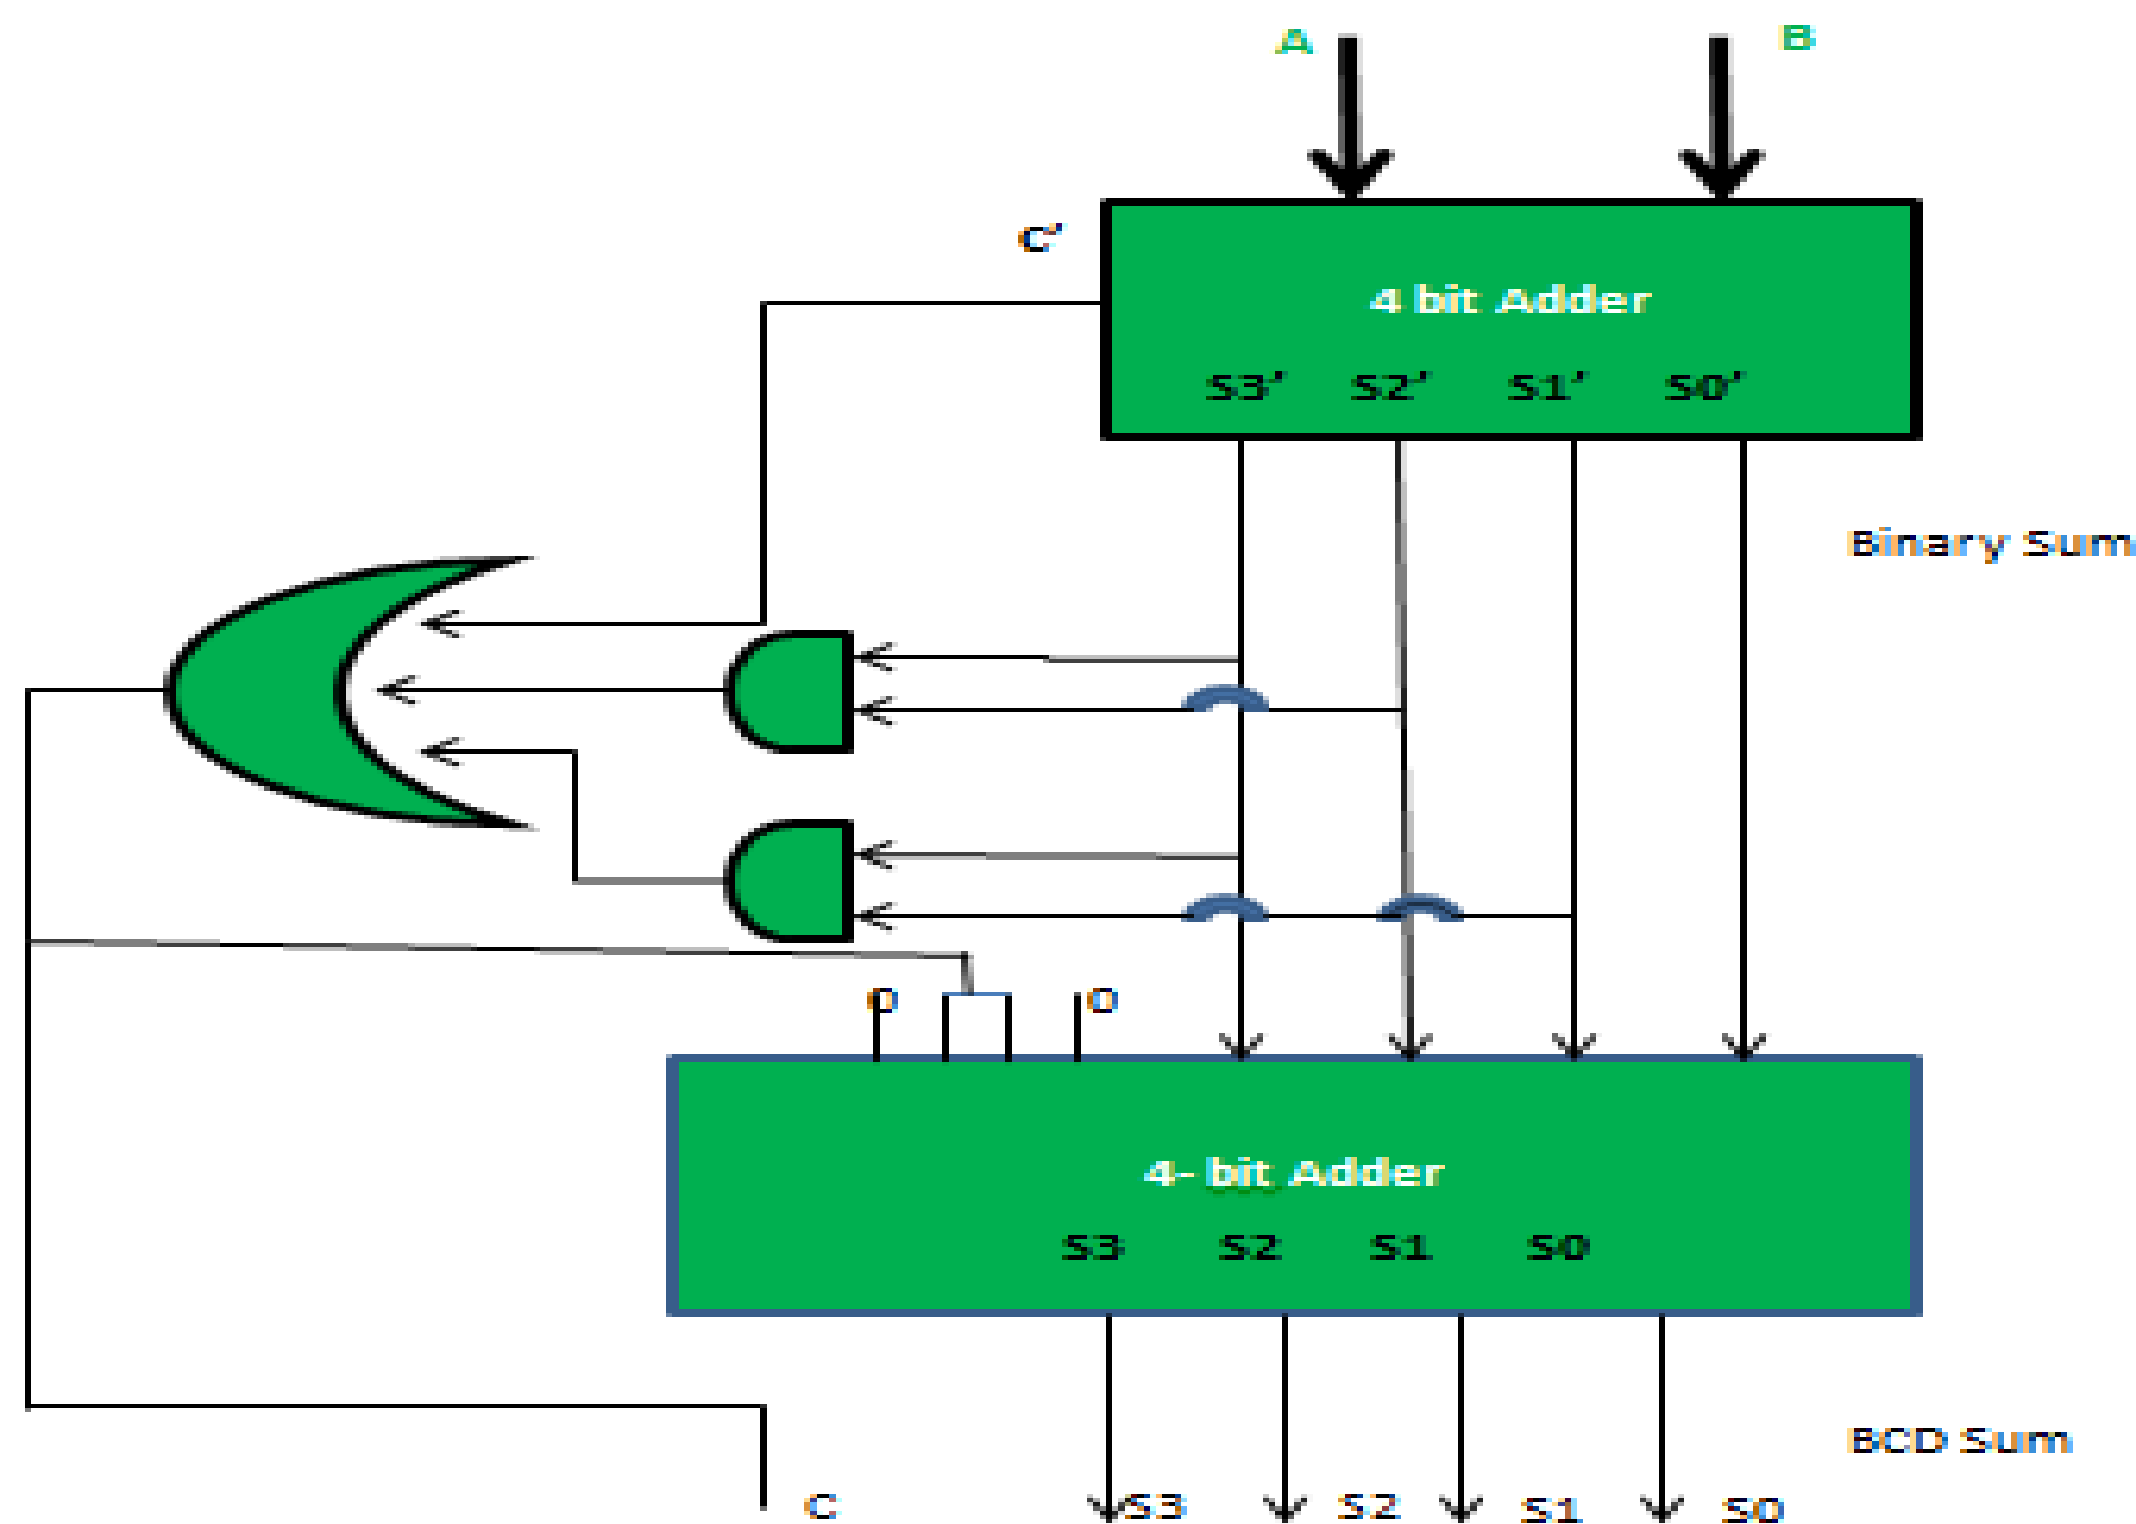 A B
C’
4 bit Adder
S3’ S2’ S1’ S0’
Binary Sum
0 0
4- bit Adder
S3 S2 S1 S0
BCD Sum
C S3 S2 S1 S0